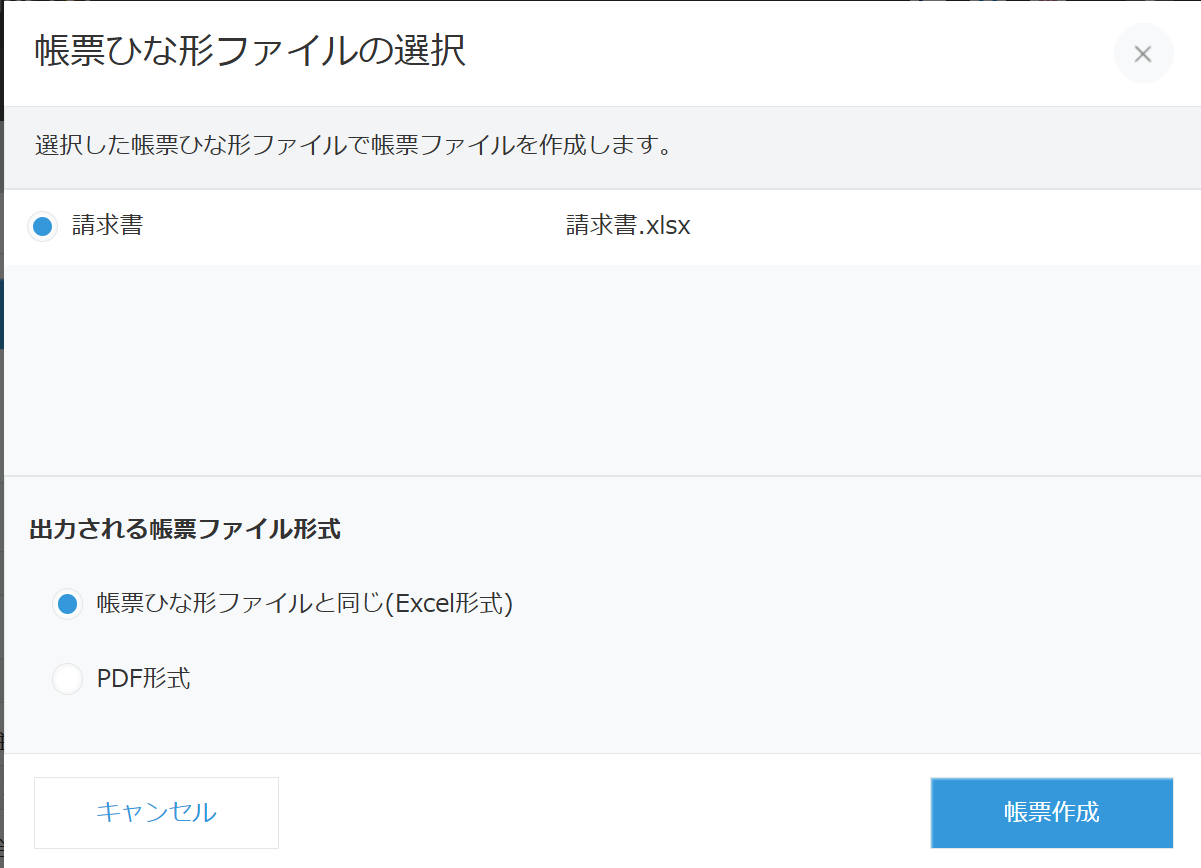 帳票ひな形ファイルの選択
選択した帳票ひな形ファイルで帳票ファイルを作成します。
請求書 請求書.xlsx
出力される帳票ファイル形式
帳票ひな形ファイルと同じ(Excel形式)
PDF形式
キャンセル 帳票作成